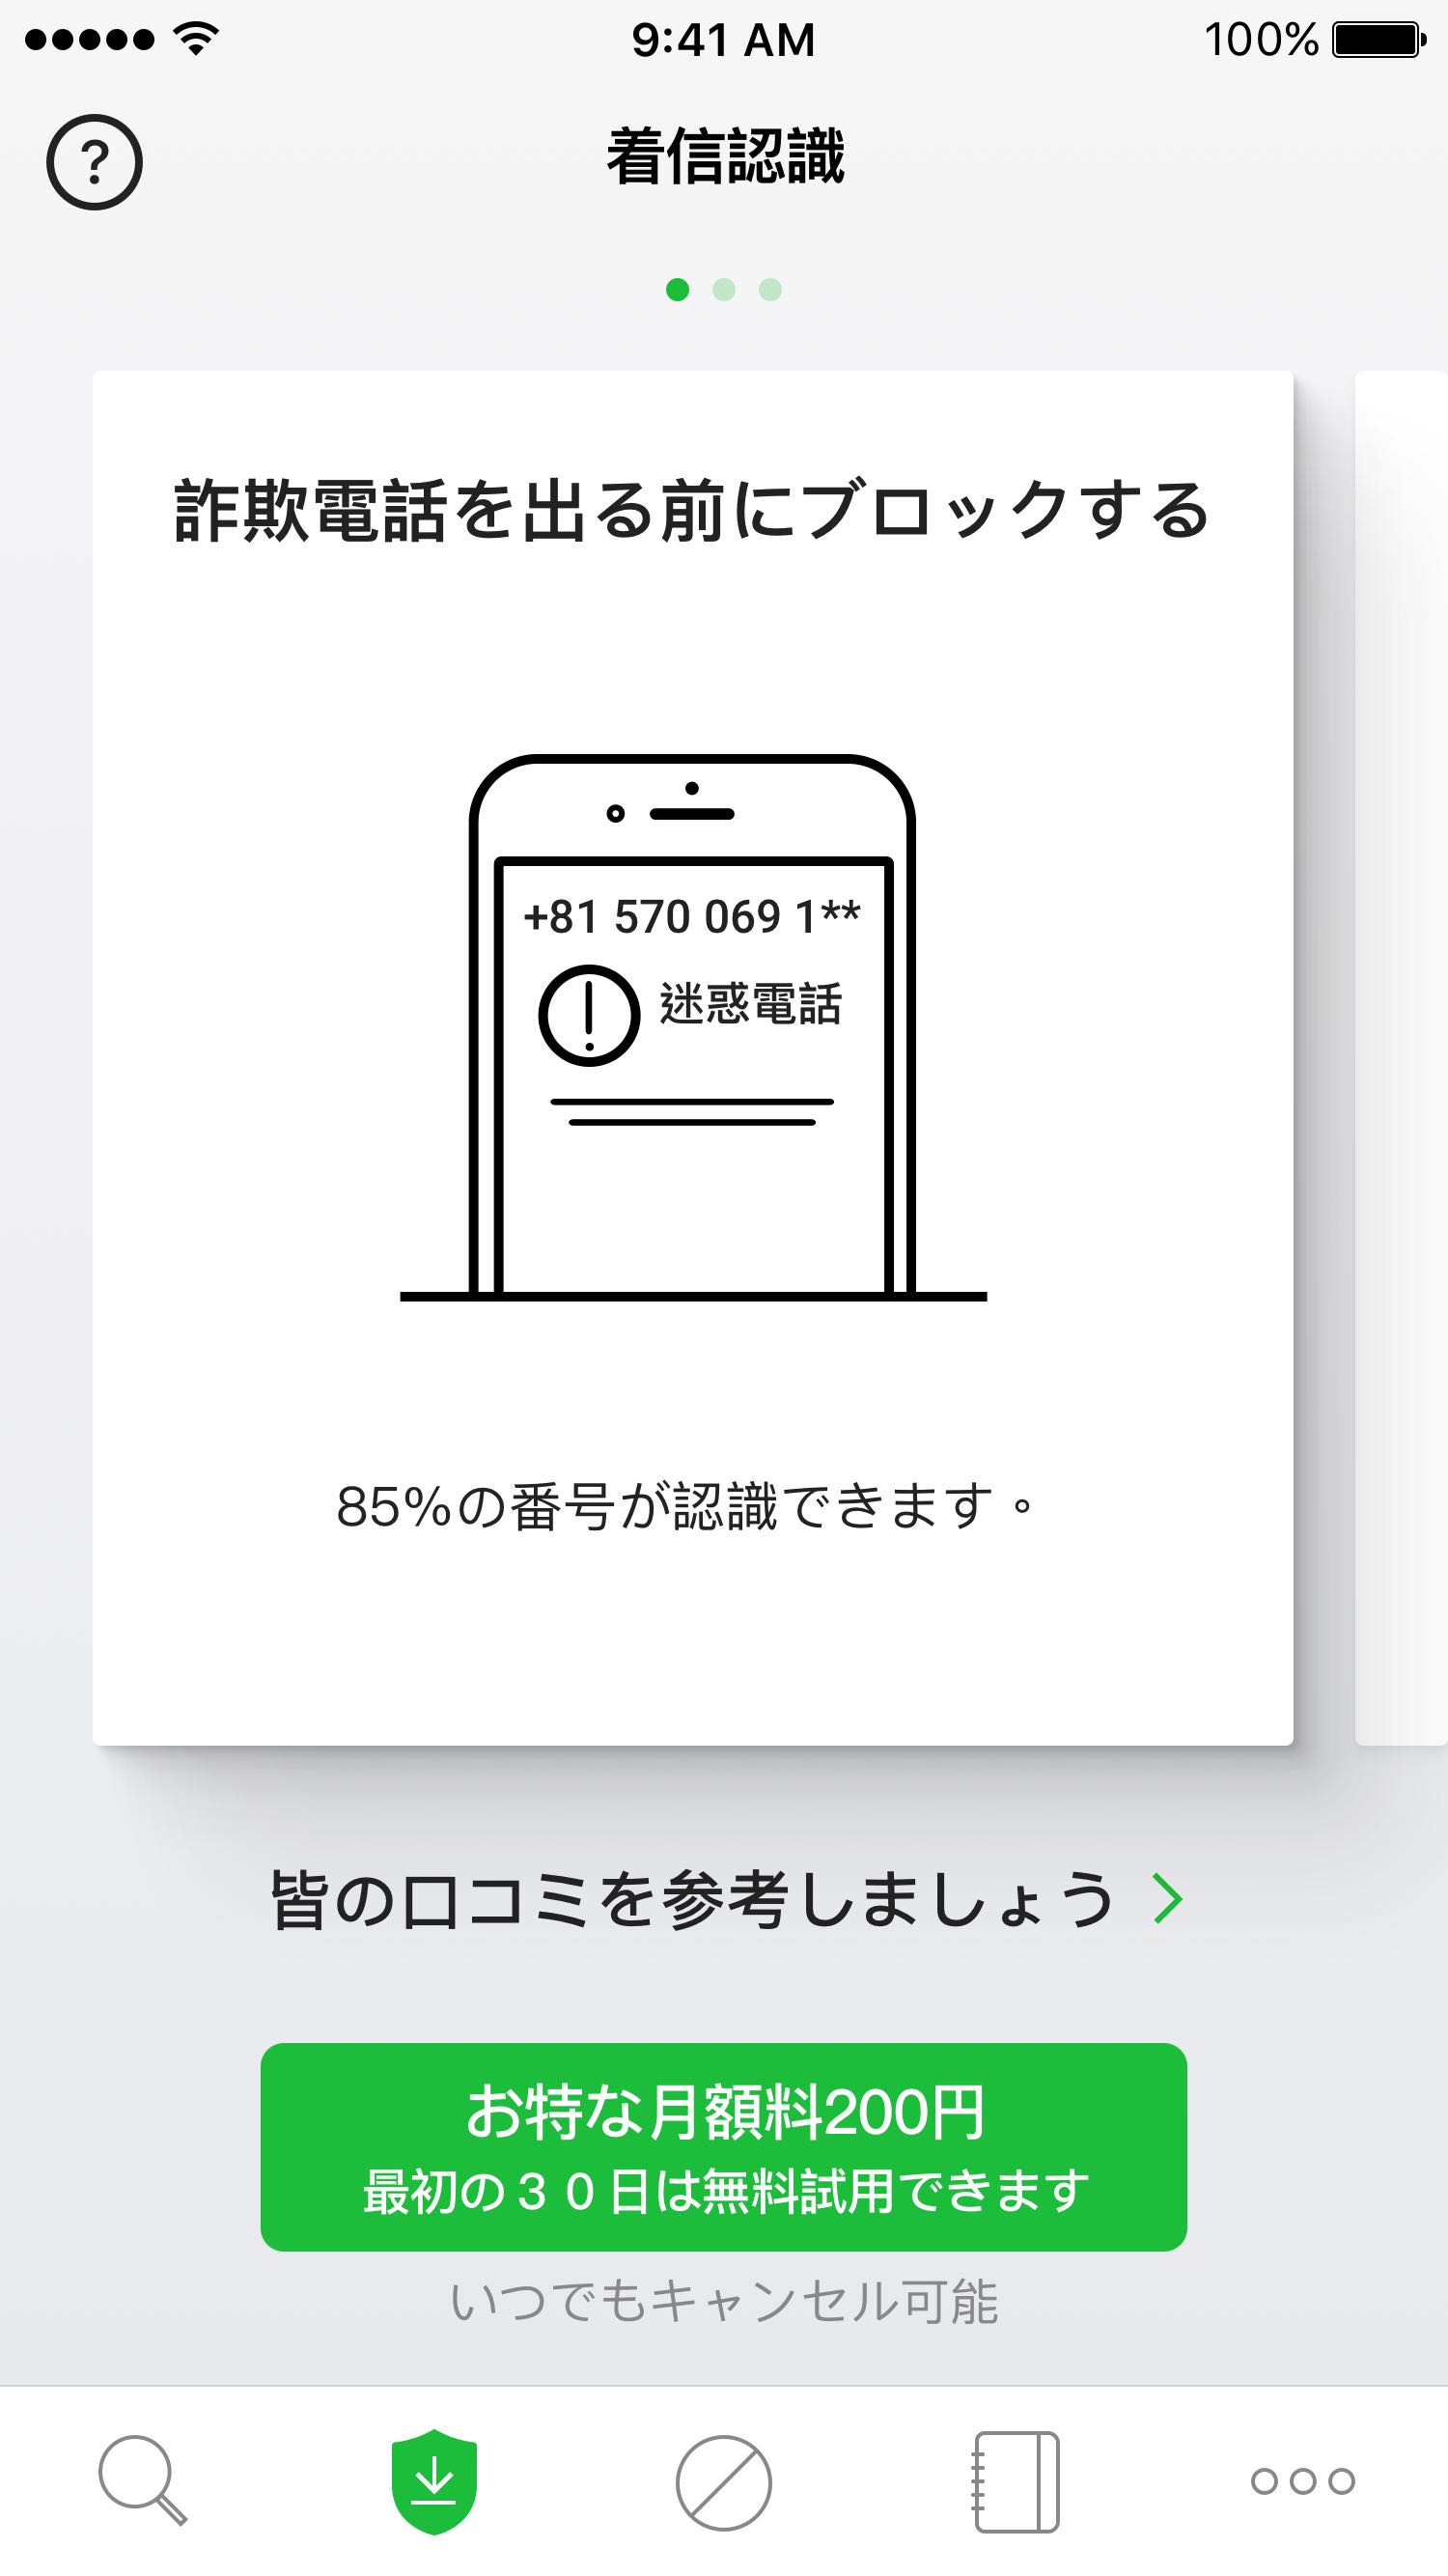 9:41 AM
100%
?
着信認識
詐欺電話を出る前にブロックする
+81 570 069 1**
迷惑電話
85%の番号が認識できます。
皆の口コミを参考しましょう
お特な月額料200円
最初の３０日は無料試用できます
いつでもキャンセル可能